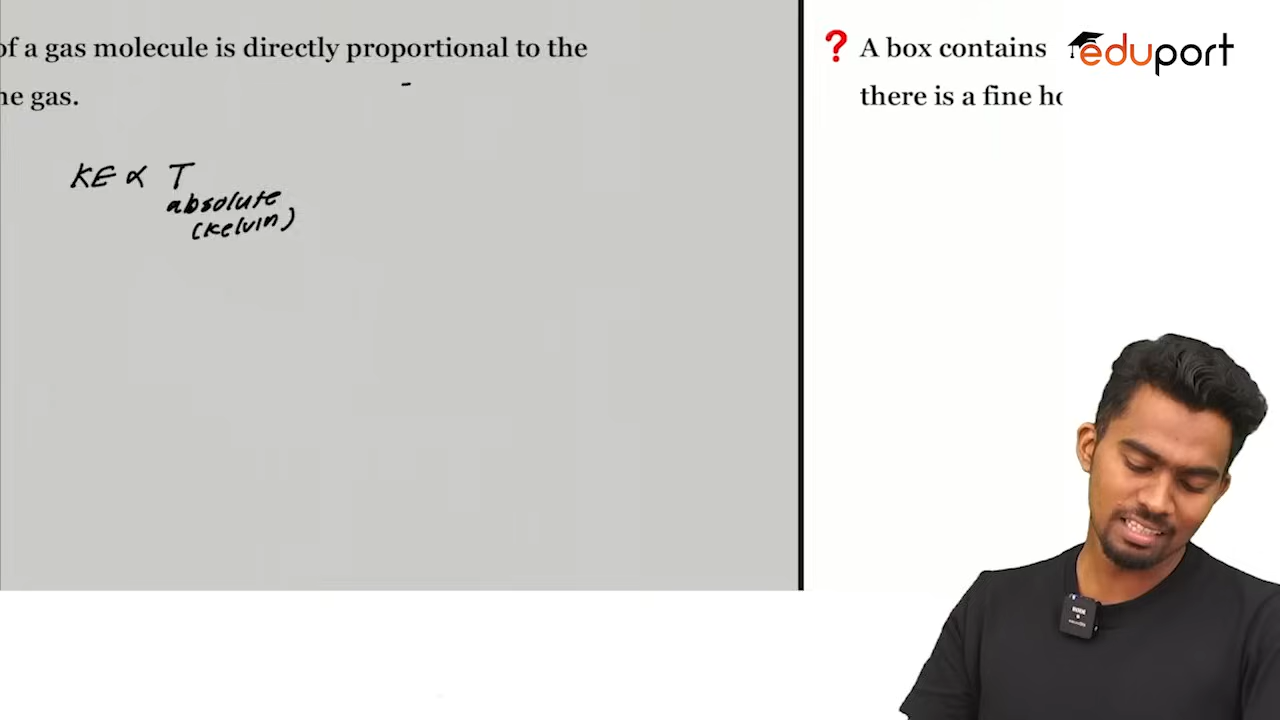 of a gas molecule is directly proportional to the
he gas.
KE ∝ T
absolute
(Kelvin)
❓ A box contains
there is a fine ho
eduport